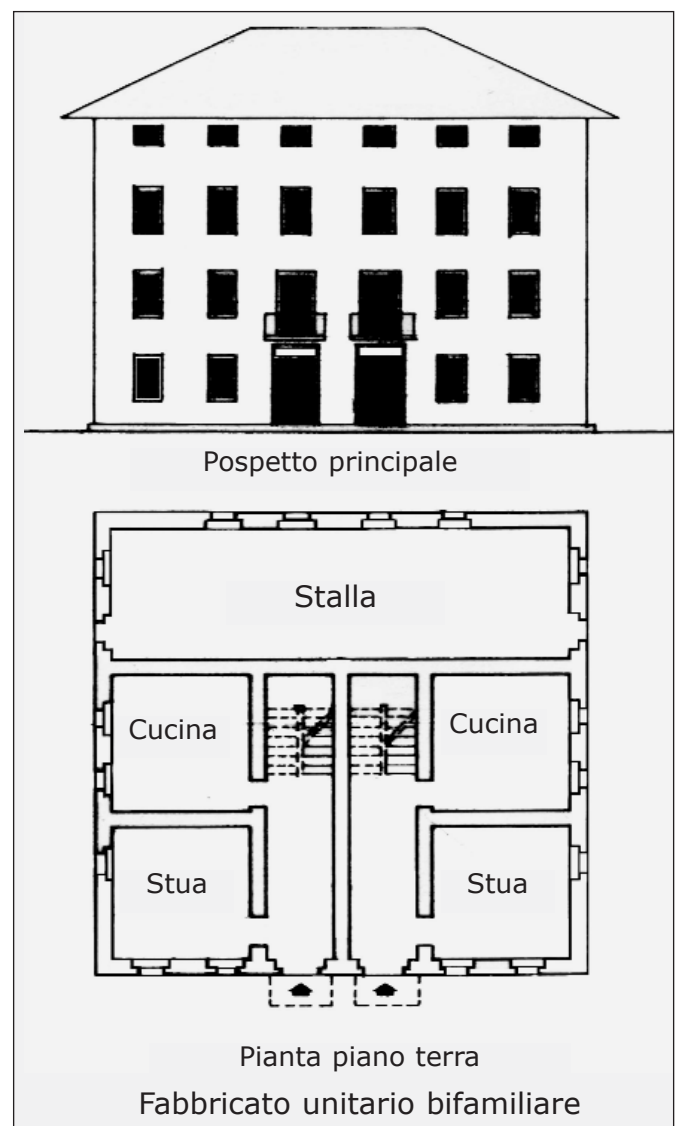 Pospetto principale
Stalla
Cucina
Cucina
Stua
Stua
Pianta piano terra
Fabbricato unitario bifamiliare